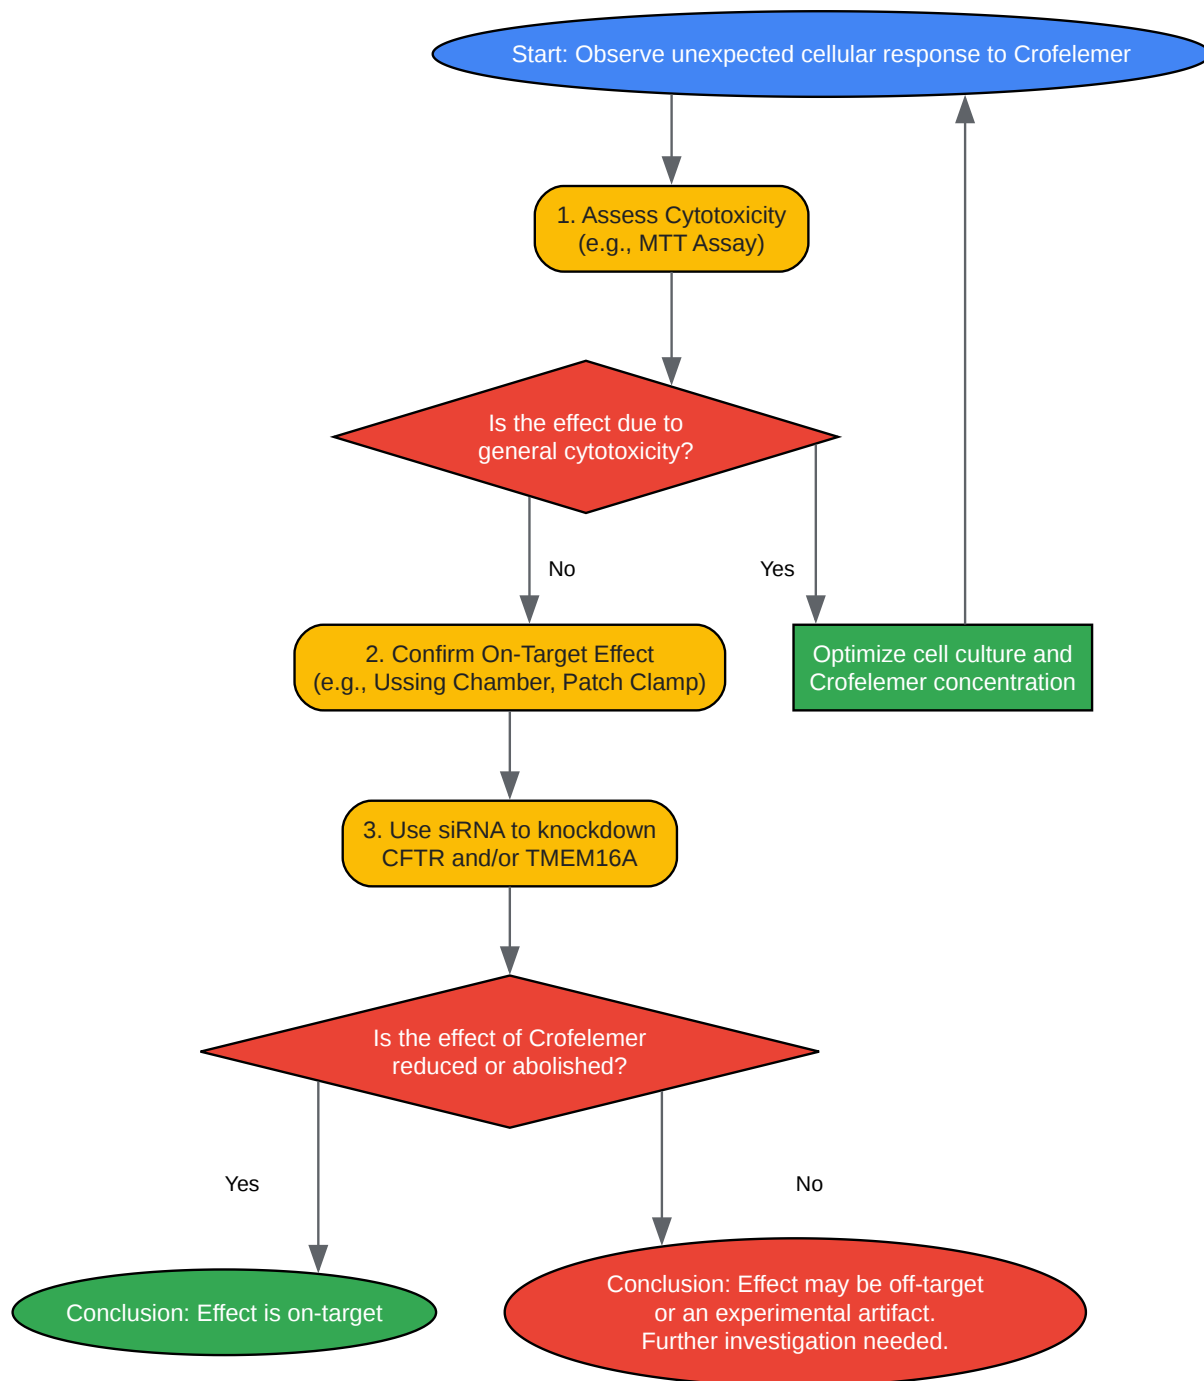 Start: Observe unexpected cellular response to Crofelemer
1. Assess Cytotoxicity
(e.g., MTT Assay)
Is the effect due to
general cytotoxicity?
No
Yes
2. Confirm On-Target Effect
(e.g., Ussing Chamber, Patch Clamp)
Optimize cell culture and
Crofelemer concentration
3. Use siRNA to knockdown
CFTR and/or TMEM16A
Is the effect of Crofelemer
reduced or abolished?
Yes
No
Conclusion: Effect is on-target
Conclusion: Effect may be off-target
or an experimental artifact.
Further investigation needed.